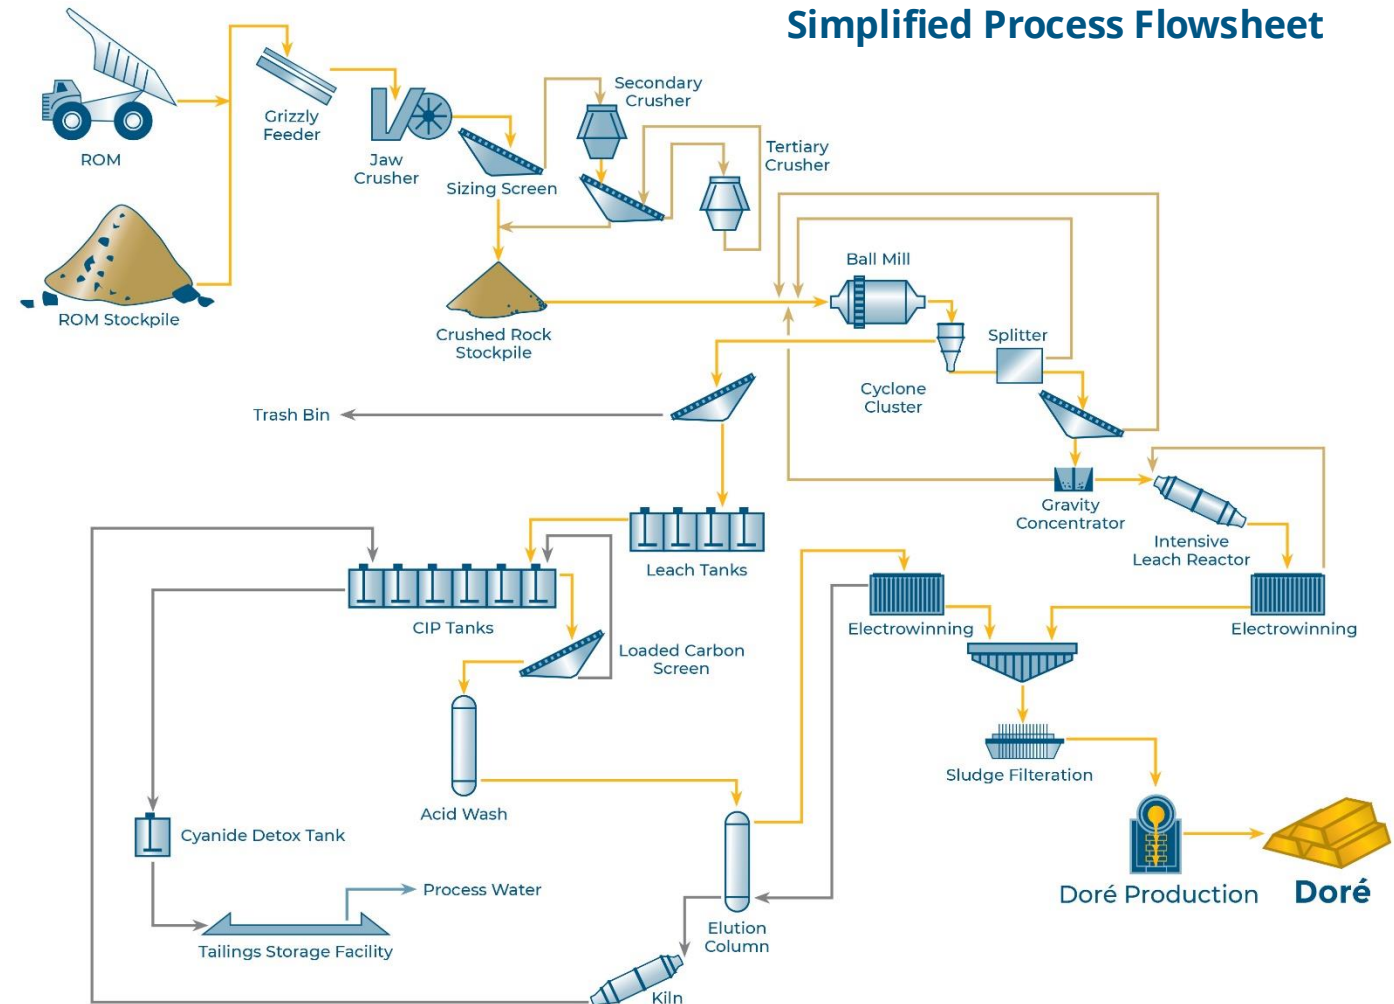 Simplified Process Flowsheet
Secondary
Crusher
Grizzly
Feeder
Tertiary
Crusher
ROM
Jaw
Crusher
Sizing Screen
Ball Mill
ROM Stockpile
Crushed Rock
Stockpile
Splitter
Cyclone
Cluster
Trash Bin
Gravity
Concentrator
Intensive
Leach Reactor
Leach Tanks
CIP Tanks
Electrowinning
Electrowinning
Loaded Carbon
Screen
Sludge Filteration
Acid Wash
Cyanide Detox Tank
Process Water
Doré Production
Doré
Elution
Column
Tailings Storage Facility
Kiln